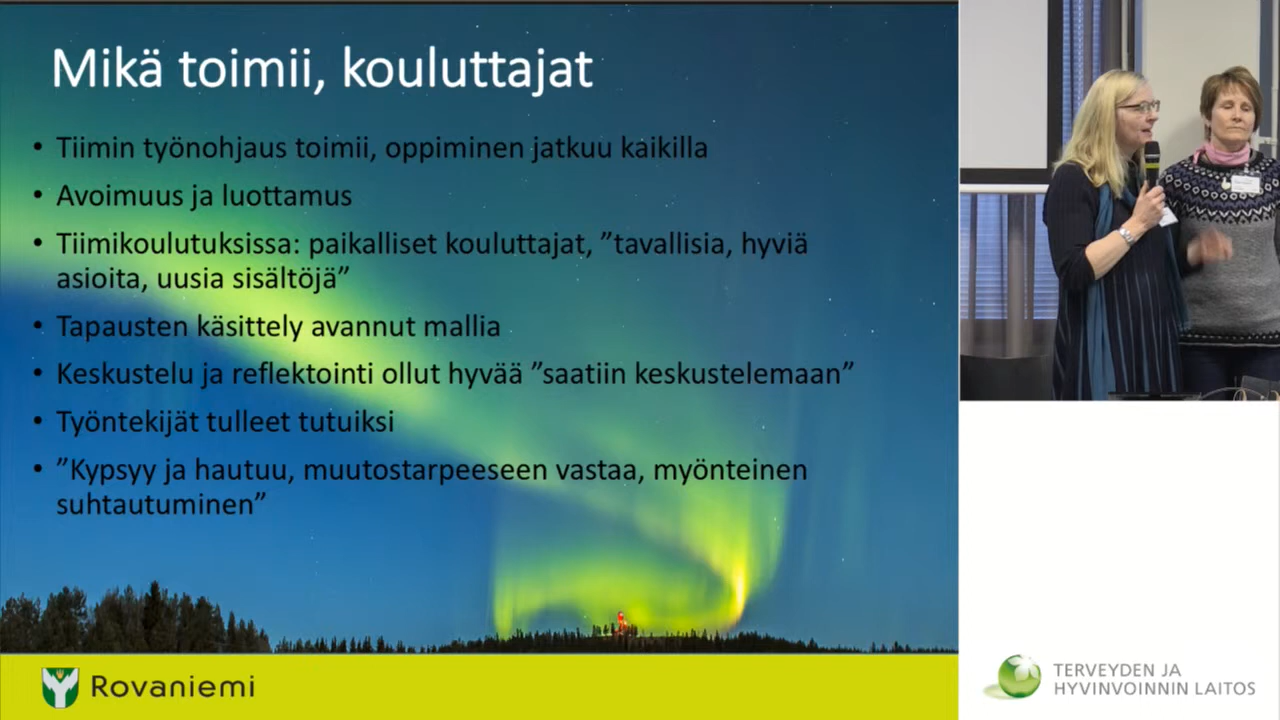 Mikä toimii, kouluttajat
• Tiimin työnohjaus toimii, oppiminen jatkuu kaikilla
• Avoimuus ja luottamus
• Tiimikoulutuksissa: paikalliset kouluttajat, ”tavallisia, hyviä
asioita, uusia sisältöjä”
• Tapausten käsittely avannut mallia
• Keskustelu ja reflektointi ollut hyvää ”saatiin keskustelemaan”
• Työntekijät tulleet tutuiksi
• ”Kypsyy ja hautuu, muutostarpeeseen vastaa, myönteinen
suhtautuminen”
Rovaniemi
TERVEYDEN JA
HYVINVOINNIN LAITOS